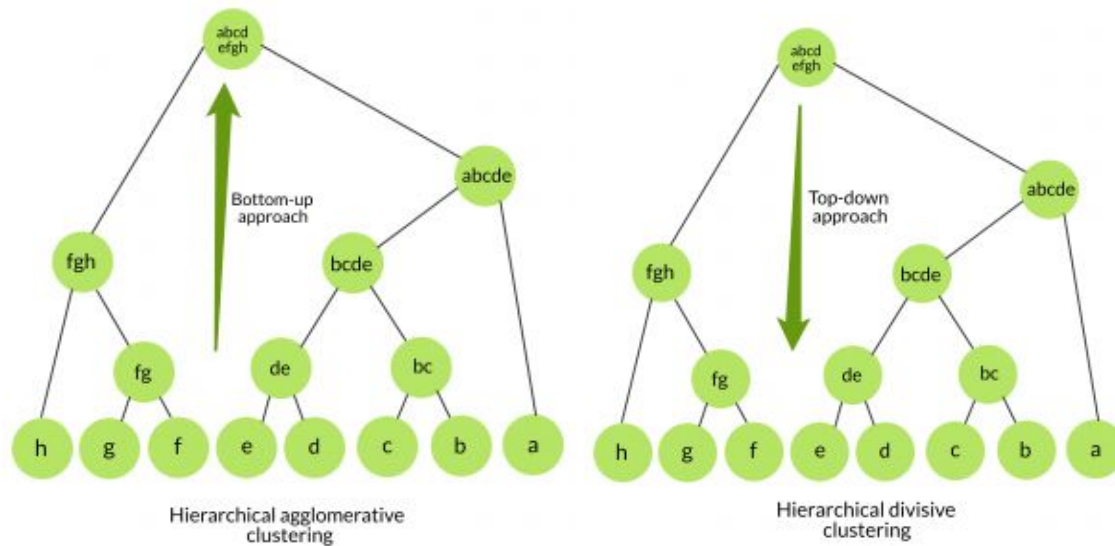 abcd
efgh
abcde
Bottom-up
approach
fgh
bcde
fg
de
bc
h
g
f
e
d
c
b
a
Hierarchical agglomerative
clustering
abcd
efgh
abcde
Top-down
approach
fgh
bcde
fg
de
bc
h
g
f
e
d
c
b
a
Hierarchical divisive
clustering